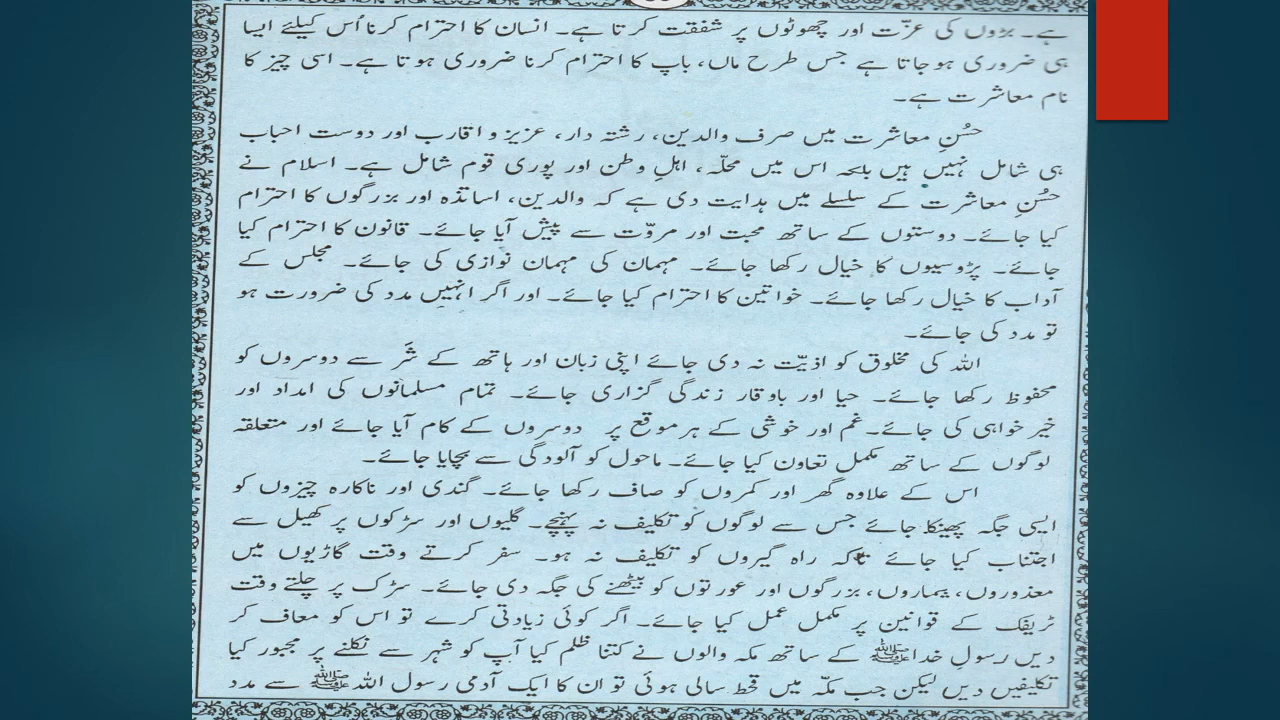 ہے۔ بڑوں کی عزّت اور چھوٹوں پر شفقت کرتا ہے۔ انسان کا احترام کرنا اُس کیلئے ایسا
ہی ضروری ہوجاتا ہے جس طرح ماں، باپ کا احترام کرنا ضروری ہوتا ہے۔ اسی چیز کا
نام معاشرت ہے۔
حسُنِ معاشرت میں صرف والدین، رشتہ دار، عزیز و اقارب اور دوست احباب
ہی شامل نہیں ہیں بلکہ اس میں محلّہ، اہلِ وطن اور پوری قوم شامل ہے۔ اسلام نے
حسُنِ معاشرت کے سلسلے میں ہدایت دی ہے کہ والدین، اساتذہ اور بزرگوں کا احترام
کیا جائے۔ دوستوں کے ساتھ محبت اور مروّت سے پیش آیا جائے۔ قانون کا احترام کیا
جائے۔ پڑوسیوں کا خیال رکھا جائے۔ مہمان کی مہمان نوازی کی جائے۔ مجلس کے
آداب کا خیال رکھا جائے۔ خواتین کا احترام کیا جائے۔ اور اگر انہیں مدد کی ضرورت ہو
تو مدد کی جائے۔
اللہ کی مخلوق کو اذیّت نہ دی جائے اپنی زبان اور ہاتھ کے شَر سے دوسروں کو
محفوظ رکھا جائے۔ حیا اور باوقار زندگی گزاری جائے۔ تمام مسلمانوں کی امداد اور
خیر خواہی کی جائے۔ غم اور خوشی کے ہر موقع پر دوسروں کے کام آیا جائے اور متعلقہ
لوگوں کے ساتھ مکمل تعاون کیا جائے۔ ماحول کو آلودگی سے بچایا جائے۔
اس کے علاوہ گھر اور کمروں کو صاف رکھا جائے۔ گندی اور ناکارہ چیزوں کو
ایسی جگہ پھینکا جائے جس سے لوگوں کو تکلیف نہ پہنچے۔ گلیوں اور سڑکوں پر کھیل سے
اجتناب کیا جائے تاکہ راہ گیروں کو تکلیف نہ ہو۔ سفر کرتے وقت گاڑیوں میں
معذوروں، بیماروں، بزرگوں اور عورتوں کو بیٹھنے کی جگہ دی جائے۔ سڑک پر چلتے وقت
ٹریفک کے قوانین پر مکمل عمل کیا جائے۔ اگر کوئی زیادتی کرے تو اس کو معاف کر
دیں رسول خدا ﷺ کے ساتھ مکہ والوں نے کتنا ظلم کیا آپ کو شہر سے نکلنے پر مجبور کیا
تکلیفیں دیں لیکن جب مکّہ میں قحط سالی ہوئی تو ان کا ایک آدمی رسول اللہ ﷺ سے مدد